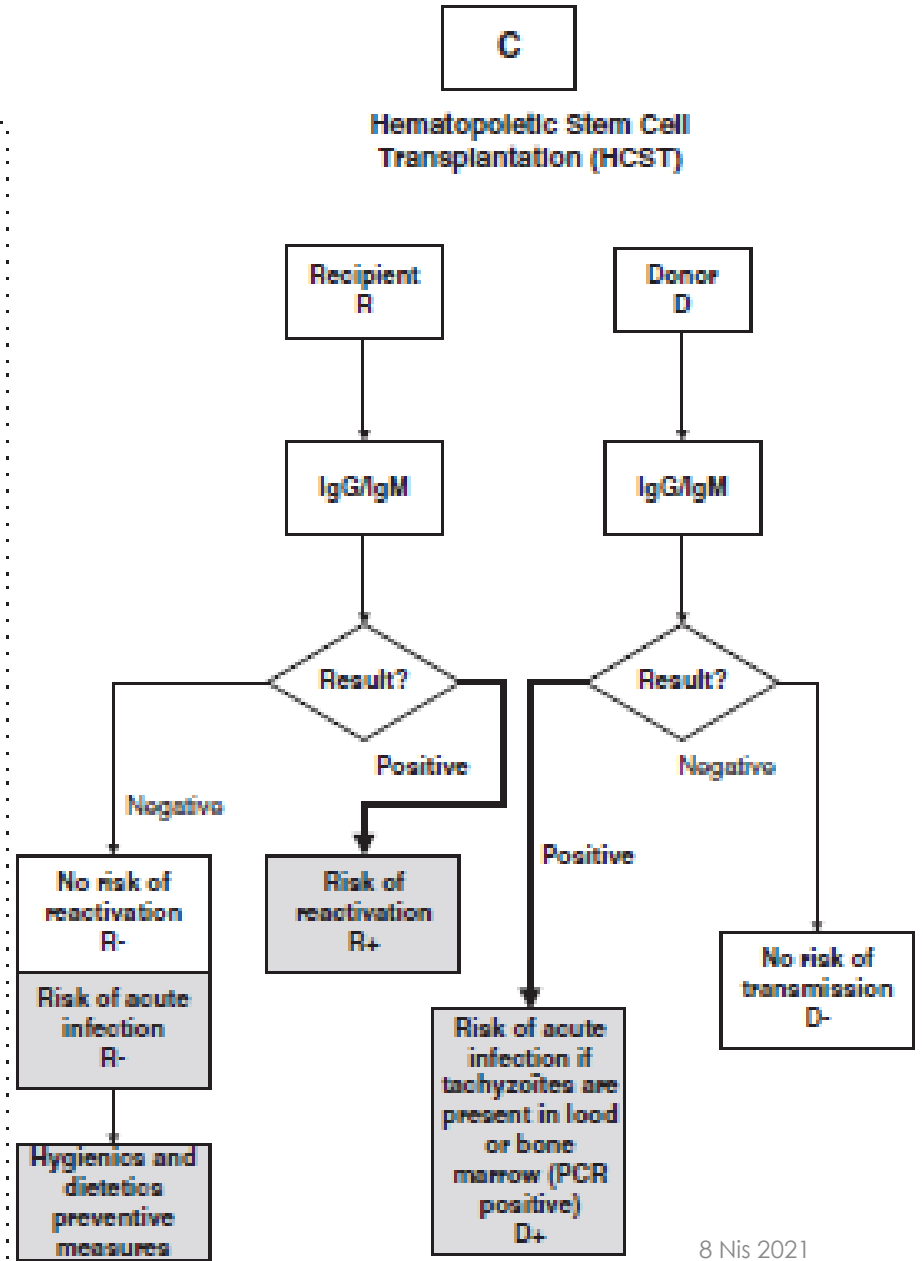 C
Hematopoietic Stem Cell
Transplantation (HCST)
Recipient
R
Donor
D
IgG/IgM
IgG/IgM
Result?
Result?
Positive
Negative
Negative
Positive
No risk of
reactivation
R-
Risk of
reactivation
R+
No risk of
transmission
D-
Risk of acute
infection
R-
Risk of acute
infection if
tachyzoïtes are
present in lood
or bone
marrow (PCR
positive)
D+
Hygienics and
dietetics
preventive
measures
8 Nis 2021